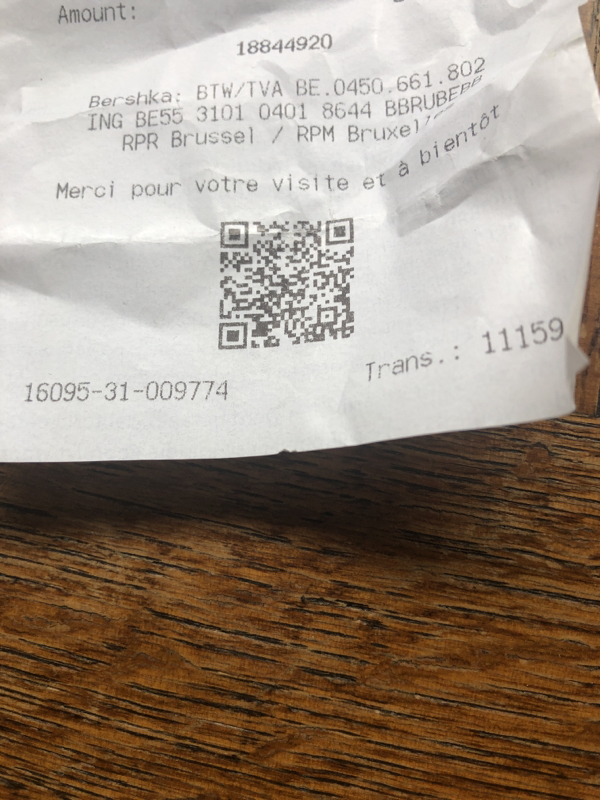 Amount:
18844920
Bershka: BTW/TVA BE.0450.661.802
ING BE55 3101 0401 8644 BBRUBEBB
RPR Brussel / RPM
Merci pour votre visite et à bientôt
16095-31-009774
Trans.: 11159